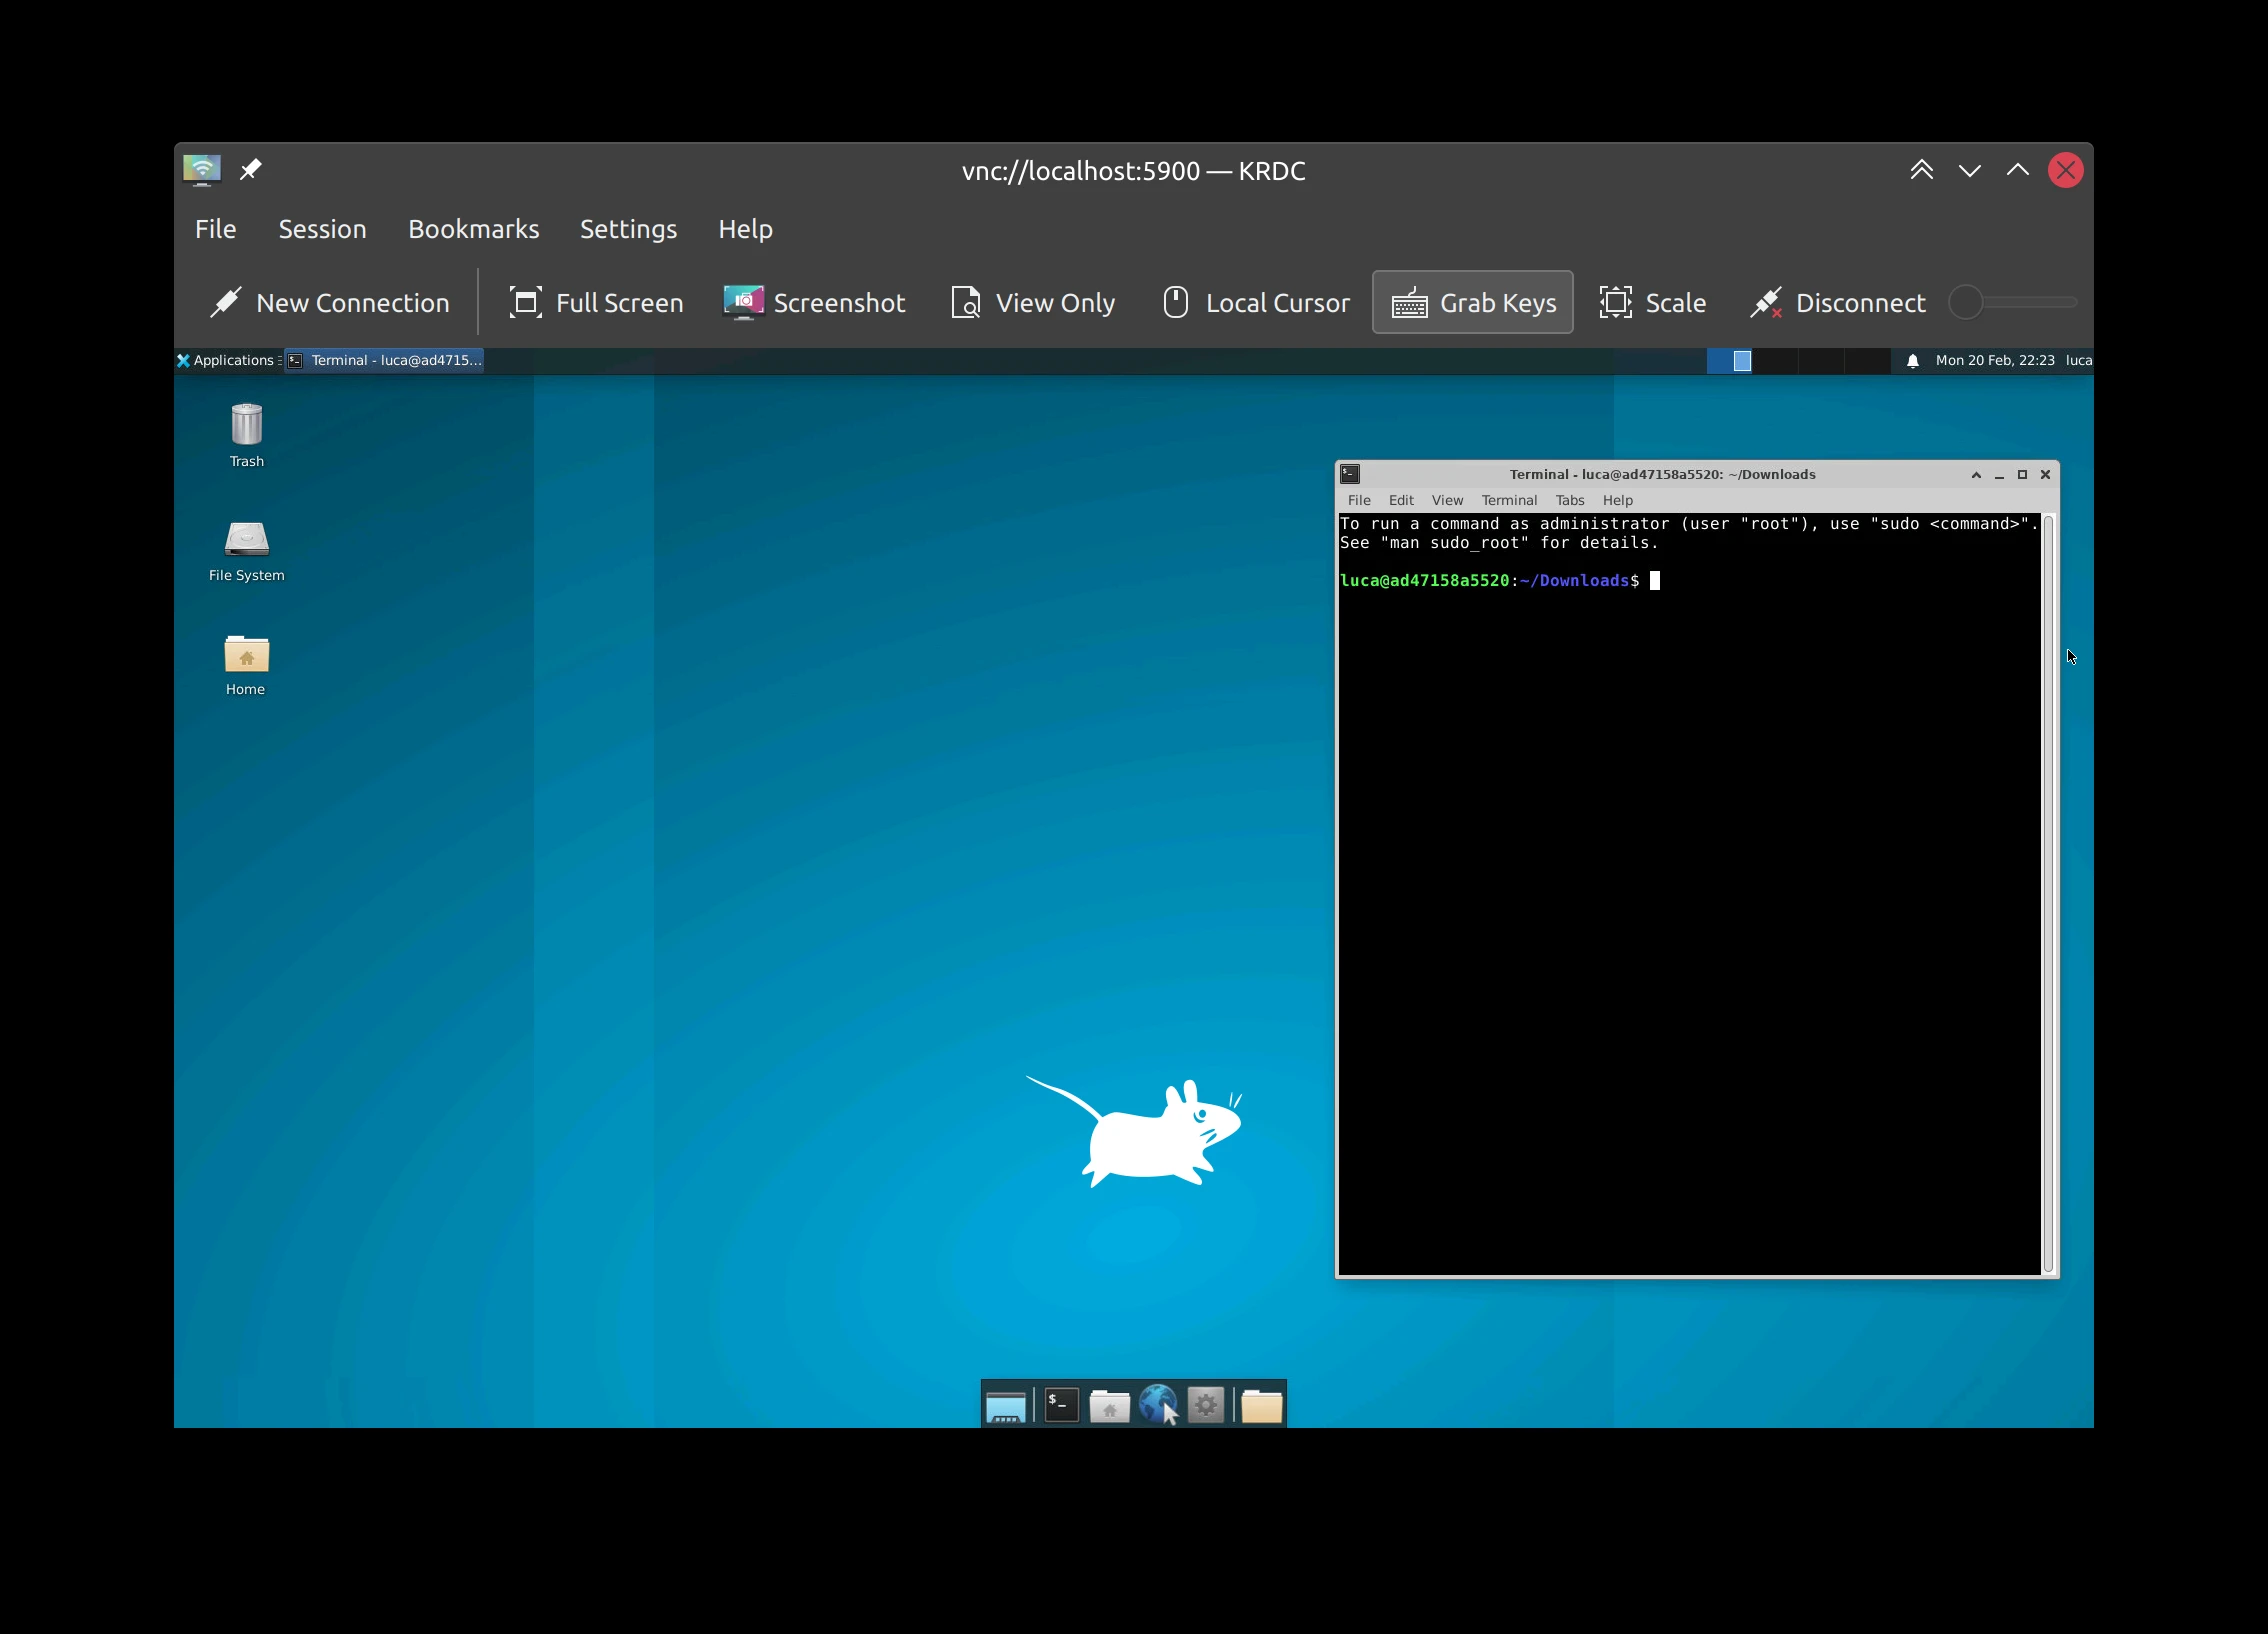 vnc://localhost:5900 — KRDC
File Session Bookmarks Settings Help
New Connection Full Screen Screenshot View Only Local Cursor Grab Keys Scale Disconnect
Applications Terminal - luca@ad4715... Mon 20 Feb, 22:23 luca
Trash
File System
Home
Terminal - luca@ad47158a5520: ~/Downloads
File Edit View Terminal Tabs Help
To run a command as administrator (user "root"), use "sudo <command>".
See "man sudo_root" for details.
luca@ad47158a5520:~/Downloads$